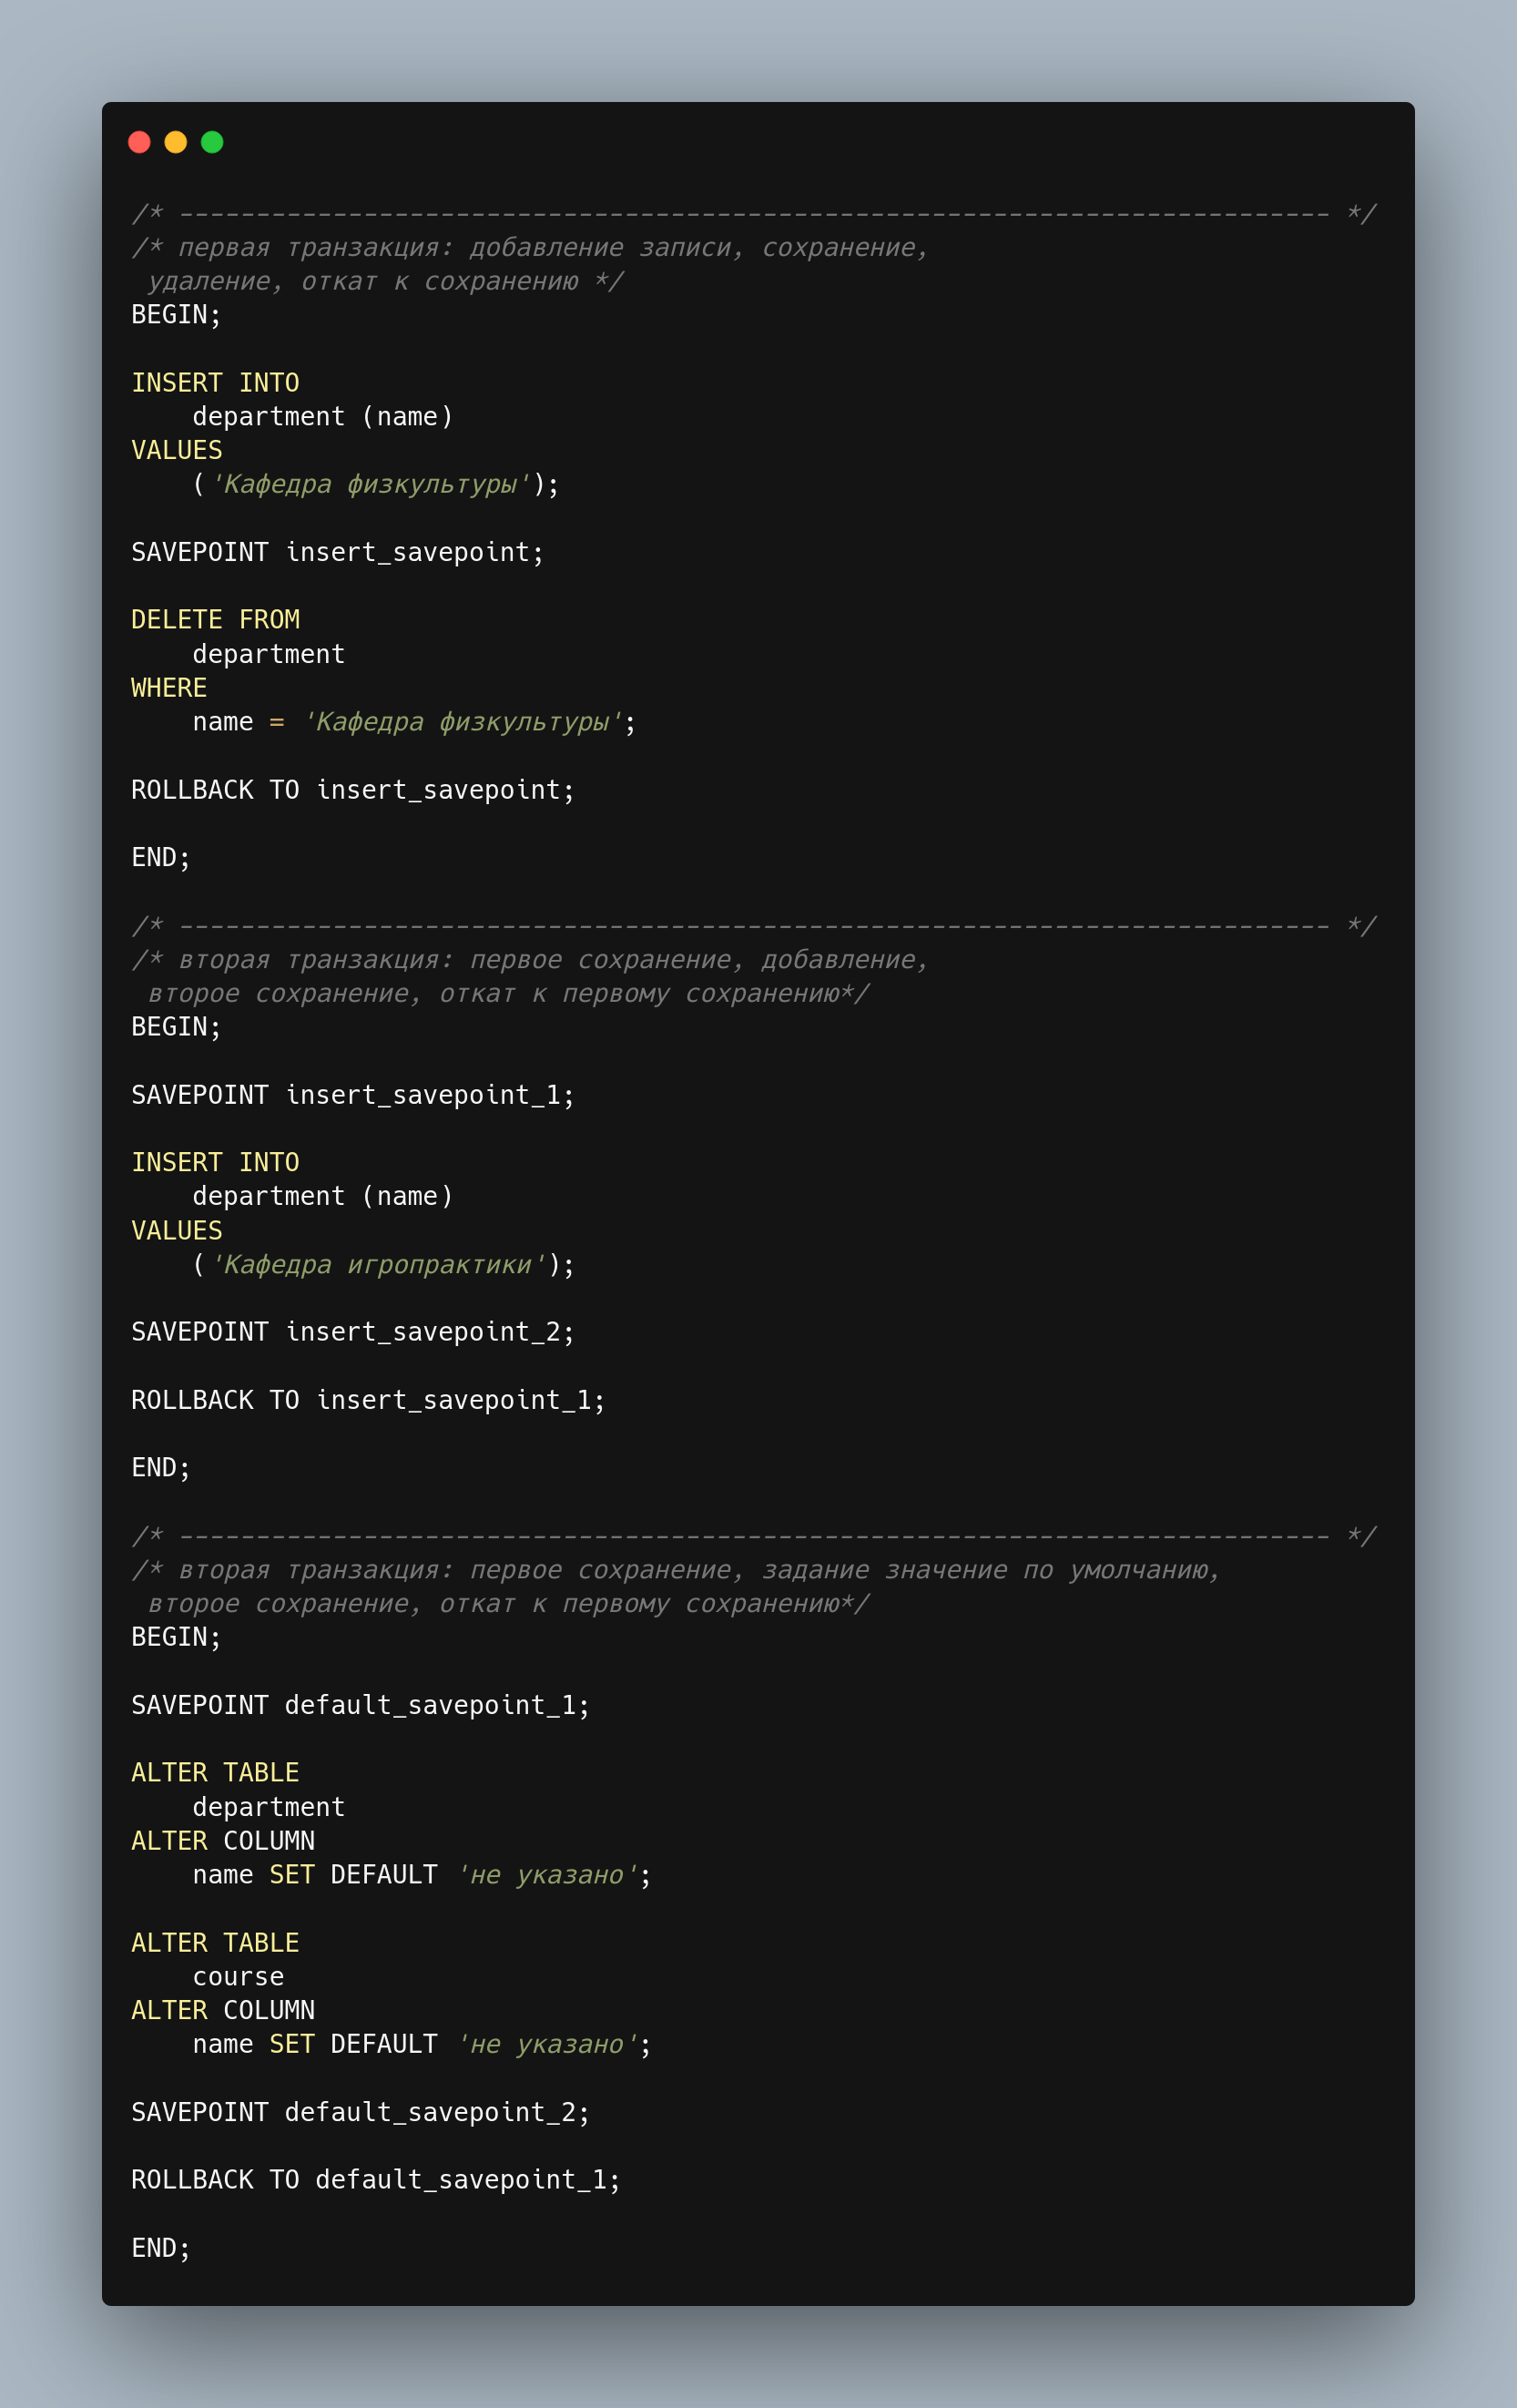 /* --------------------------------------------------------------------------- */
/* первая транзакция: добавление записи, сохранение,
 удаление, откат к сохранению */
BEGIN;

INSERT INTO
    department (name)
VALUES
    ('Кафедра физкультуры');

SAVEPOINT insert_savepoint;

DELETE FROM
    department
WHERE
    name = 'Кафедра физкультуры';

ROLLBACK TO insert_savepoint;

END;

/* --------------------------------------------------------------------------- */
/* вторая транзакция: первое сохранение, добавление,
 второе сохранение, откат к первому сохранению*/
BEGIN;

SAVEPOINT insert_savepoint_1;

INSERT INTO
    department (name)
VALUES
    ('Кафедра игропрактики');

SAVEPOINT insert_savepoint_2;

ROLLBACK TO insert_savepoint_1;

END;

/* --------------------------------------------------------------------------- */
/* вторая транзакция: первое сохранение, задание значение по умолчанию,
 второе сохранение, откат к первому сохранению*/
BEGIN;

SAVEPOINT default_savepoint_1;

ALTER TABLE
    department
ALTER COLUMN
    name SET DEFAULT 'не указано';

ALTER TABLE
    course
ALTER COLUMN
    name SET DEFAULT 'не указано';

SAVEPOINT default_savepoint_2;

ROLLBACK TO default_savepoint_1;

END;